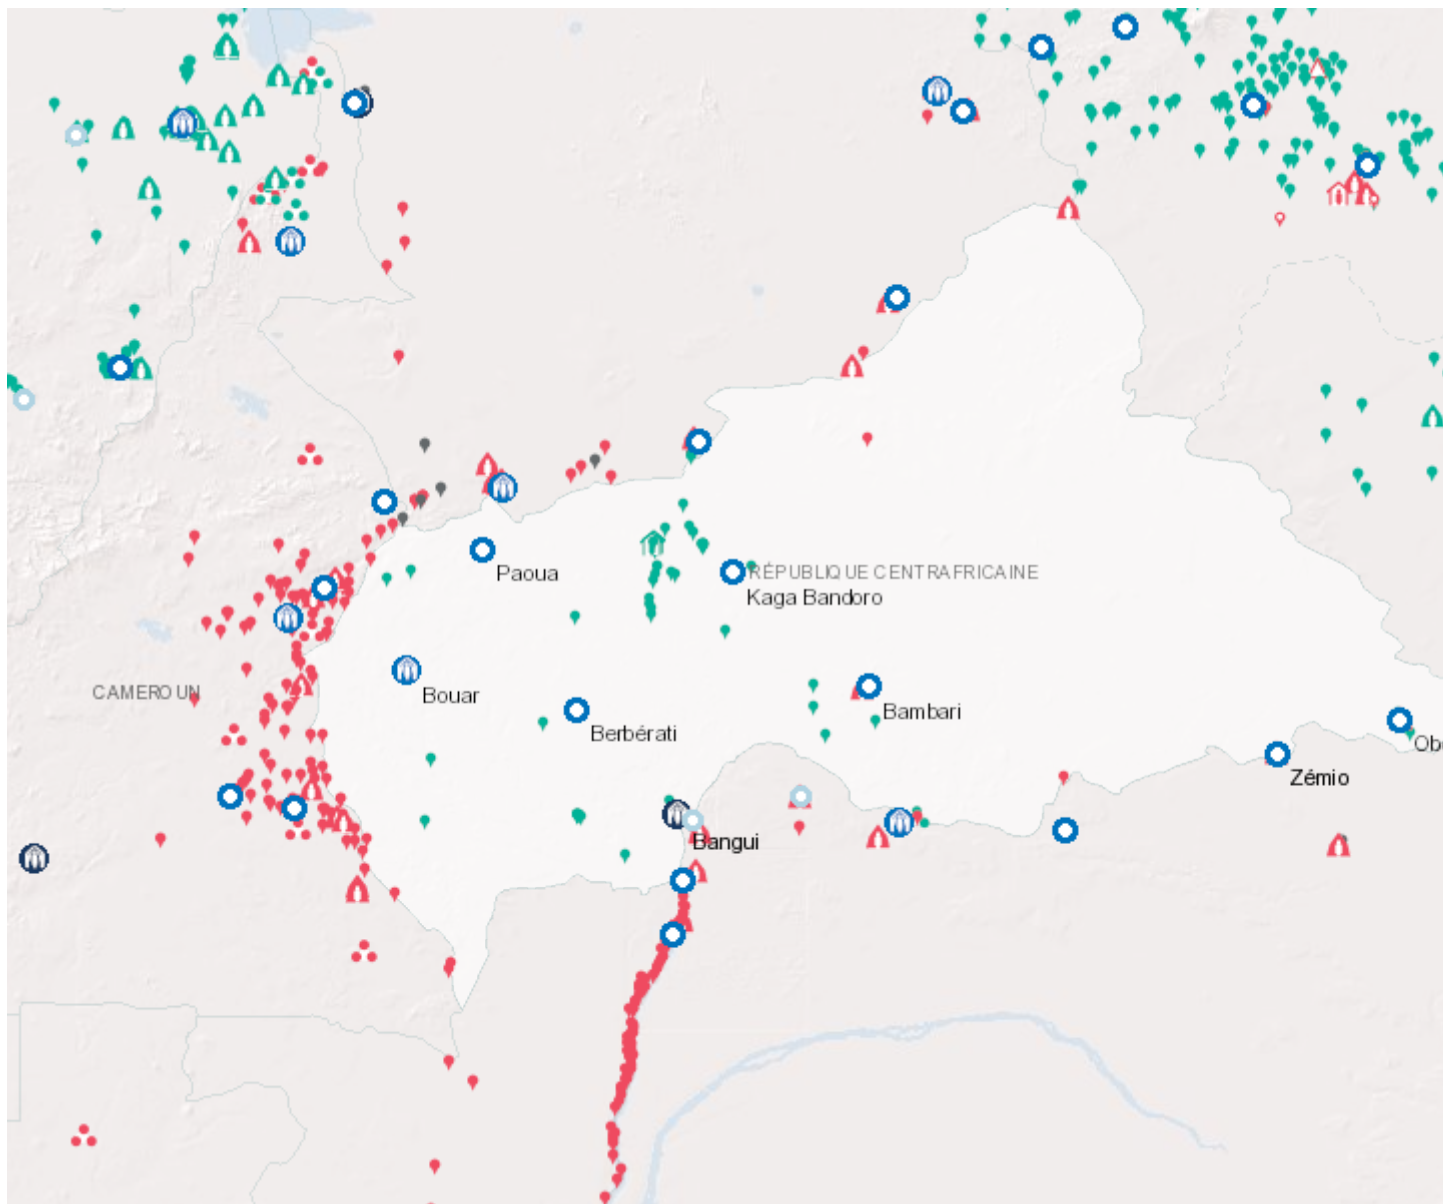 Paoua
RÉPUBLIQUE CENTRAFRICAINE
Kaga Bandoro
CAMEROUN
Bouar
Bambari
Berbérati
Zémio
Bangui